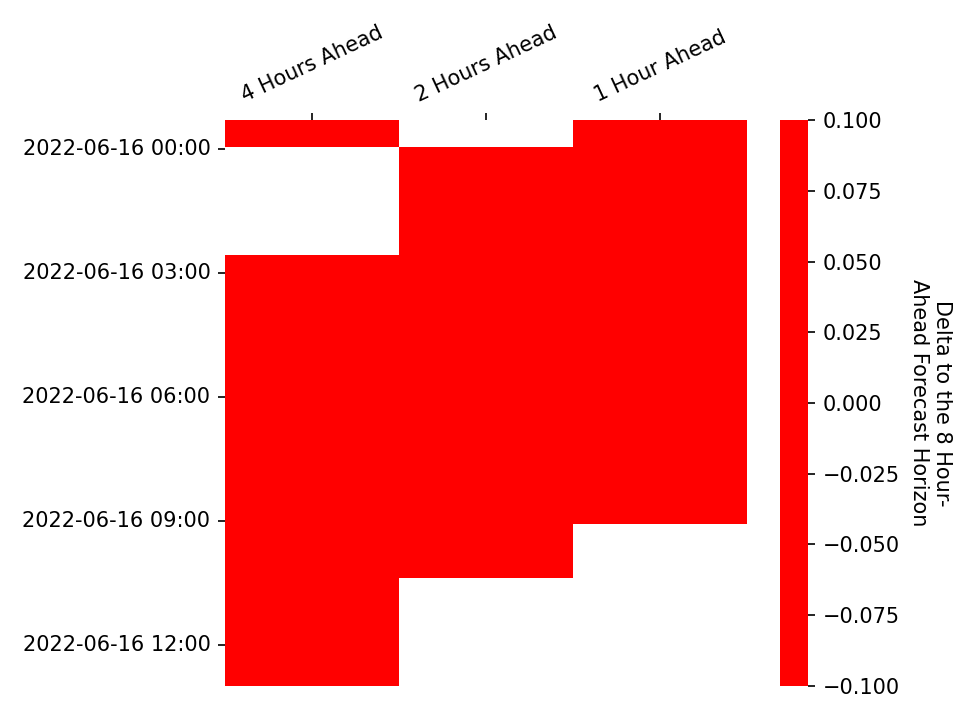 4 Hours Ahead
2 Hours Ahead
1 Hour Ahead
2022-06-16 00:00
2022-06-16 03:00
2022-06-16 06:00
2022-06-16 09:00
2022-06-16 12:00
0.100
0.075
0.050
0.025
0.000
−0.025
−0.050
−0.075
−0.100
Delta to the 8 Hour-
Ahead Forecast Horizon